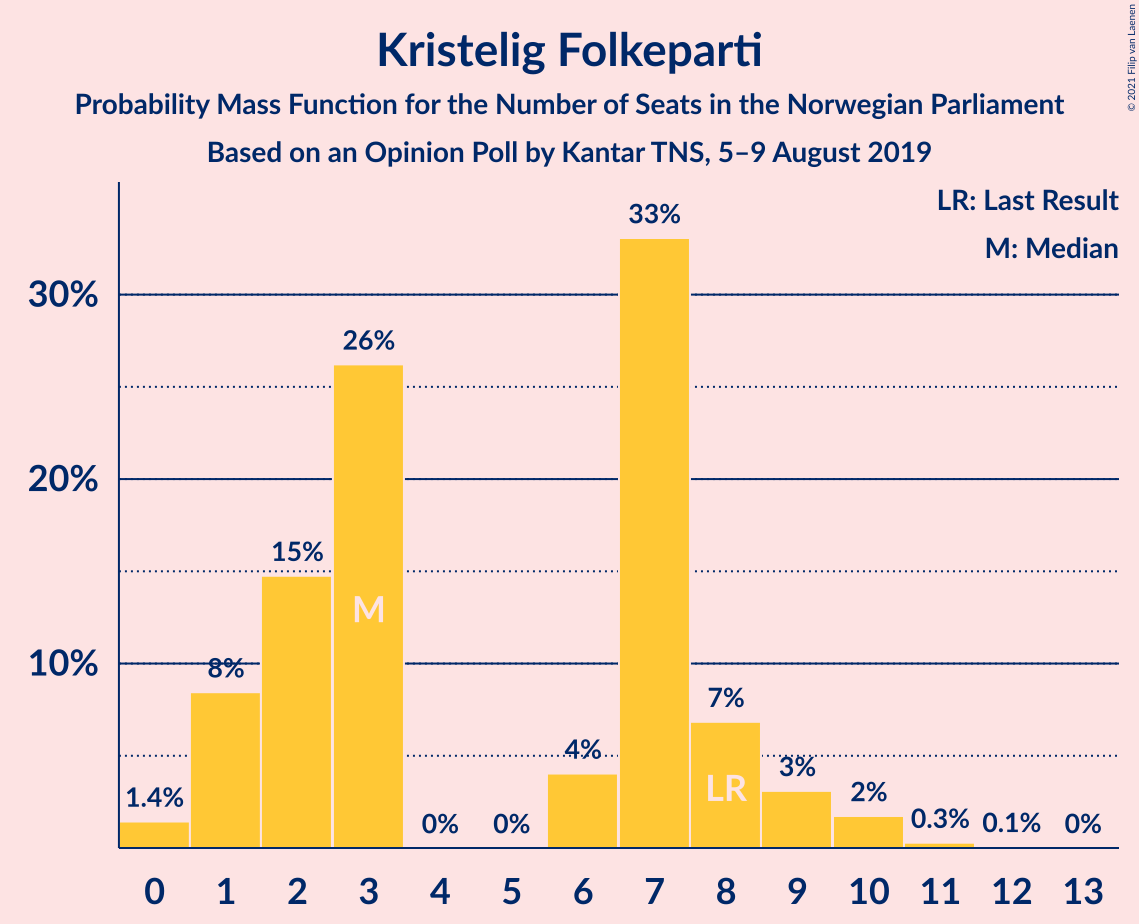 Kristelig Folkeparti
Probability Mass Function for the Number of Seats in the Norwegian Parliament
Based on an Opinion Poll by Kantar TNS, 5–9 August 2019
© 2021 Filip van Laenen
LR: Last Result
M: Median
33%
30%
26%
20%
15%
M
10%
8%
7%
4%
3%
LR
2%
1.4%
0%
0%
0.3%
0.1%
0%
0 1 2 3 4 5 6 7 8 9 10 11 12 13